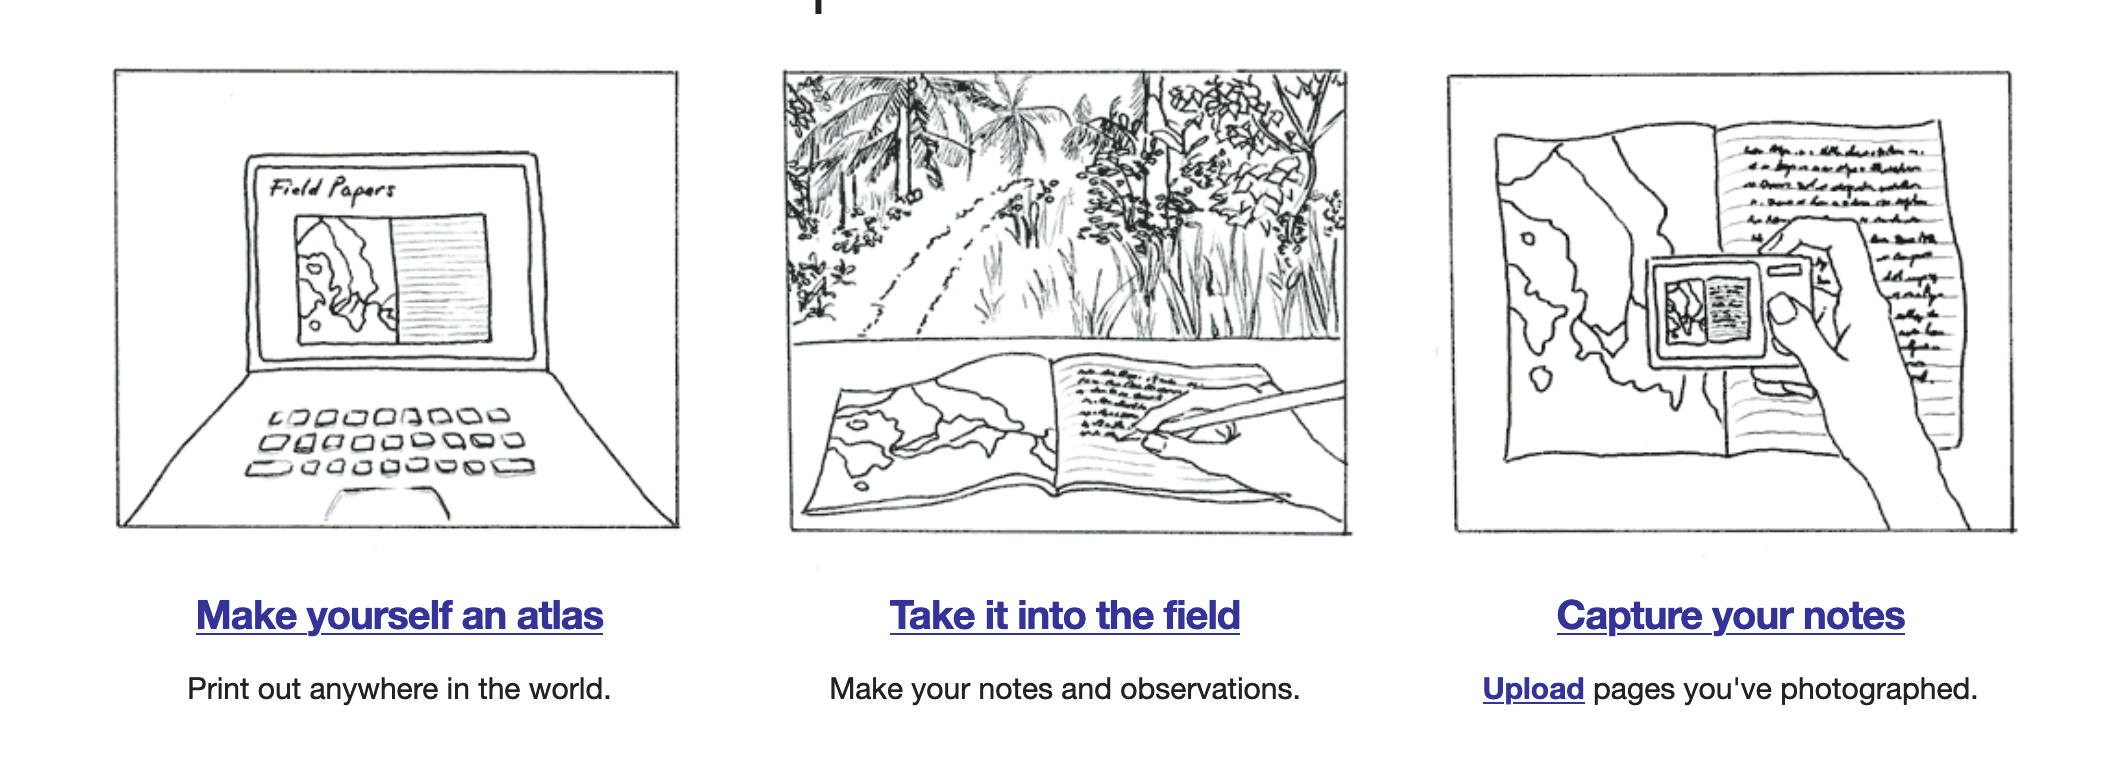 Field Papers
Make yourself an atlas
Take it into the field
Capture your notes
Print out anywhere in the world.
Make your notes and observations.
Upload pages you've photographed.